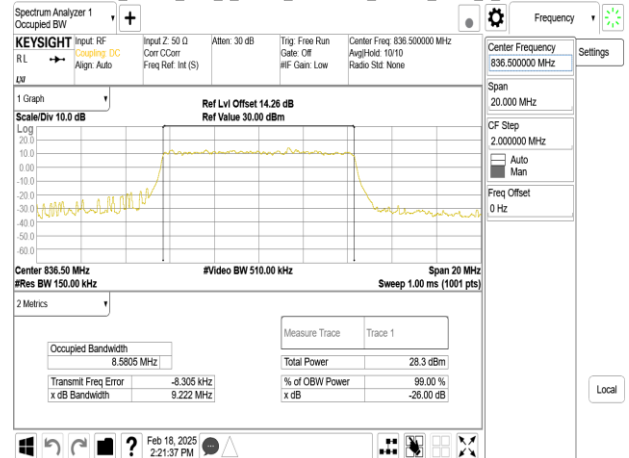 Spectrum Analyzer 1
Occupied BW
Frequency
KEYSIGHT
RL
LXI
Input: RF
Coupling: DC
Align: Auto
Input Z: 50 Ω
Corr CCorr
Freq Ref: Int (S)
Atten: 30 dB
Trig: Free Run
Gate: Off
#IF Gain: Low
Center Freq: 836.500000 MHz
Avg|Hold: 10/10
Radio Std: None
Center Frequency
836.500000 MHz
Settings
Span
20.000 MHz
CF Step
2.000000 MHz
Auto
Man
Freq Offset
0 Hz
1 Graph
Scale/Div 10.0 dB
Ref Lvl Offset 14.26 dB
Ref Value 30.00 dBm
Log
20.0
10.0
0.00
-10.0
-20.0
-30.0
-40.0
-50.0
-60.0
Center 836.50 MHz
#Video BW 510.00 kHz
Span 20 MHz
#Res BW 150.00 kHz
Sweep 1.00 ms (1001 pts)
2 Metrics
Measure Trace
Trace 1
Occupied Bandwidth
8.5805 MHz
Total Power
28.3 dBm
Transmit Freq Error
-8.305 kHz
% of OBW Power
99.00 %
x dB Bandwidth
9.222 MHz
x dB
-26.00 dB
Local
?
Feb 18, 2025
2:21:37 PM